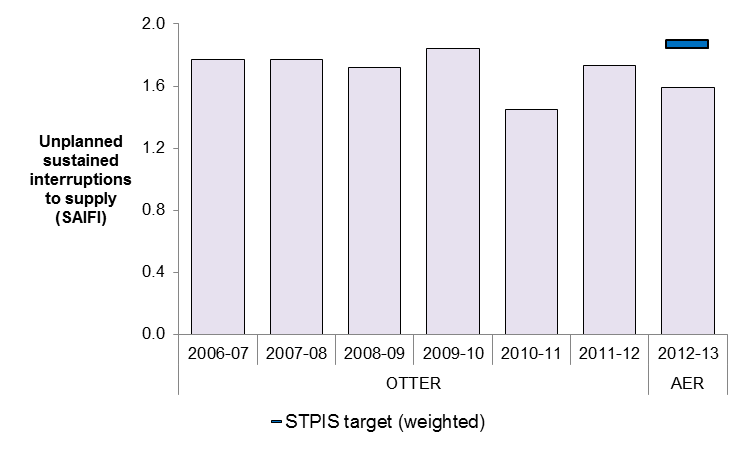 2.0
1.6
1.2
0.8
0.4
0.0
Unplanned
sustained
interruptions
to supply
(SAIFI)
2006-07 2007-08 2008-09 2009-10 2010-11 2011-12 2012-13
OTTER AER
STPIS target (weighted)